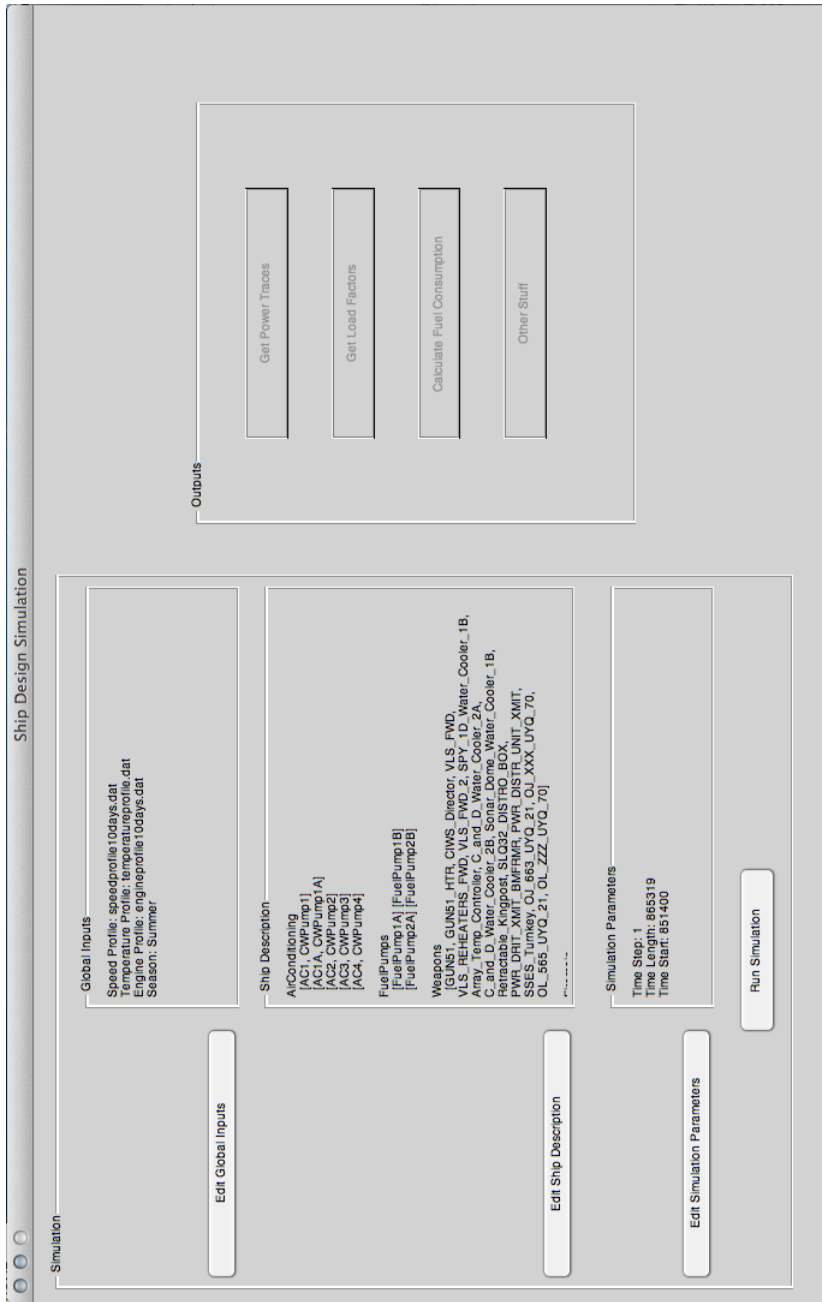 Ship Design Simulation
Simulation
Global Inputs
Speed Profile: speedprofile10days.dat
Temperature Profile: temperatureprofile.dat
Engine Profile: engineprofile10days.dat
Season: Summer
Edit Global Inputs
Ship Description
AirConditioning
[AC1, CWPump1]
[AC1A, CWPump1A]
[AC2, CWPump2]
[AC3, CWPump3]
[AC4, CWPump4]
FuelPumps
[FuelPump1A] [FuelPump1B]
[FuelPump2A] [FuelPump2B]
Weapons
[GUN51, GUN51_HTR, CIWS_Director, VLS_FWD,
VLS_REHEATERS_FWD, VLS_FWD_2, SPY_1D_Water_Cooler_1B,
Array_Temp_Controller, C_and_D_Water_Cooler_2A,
C_and_D_Water_Cooler_2B, Sonar_Dome_Water_Cooler_1B,
Retractable_Kingpost, SLQ32_DISTRO_BOX,
PWR_DRIT_XMIT_BMFRMR, PWR_DISTR_UNIT_XMIT,
SSES_Turnkey, OJ_663_UYQ_21, OJ_XXX_UYQ_70,
OL_565_UYQ_21, OL_ZZZ_UYQ_70]
Edit Ship Description
Simulation Parameters
Time Step: 1
Time Length: 865319
Time Start: 851400
Edit Simulation Parameters
Run Simulation
Outputs
Get Power Traces
Get Load Factors
Calculate Fuel Consumption
Other Stuff